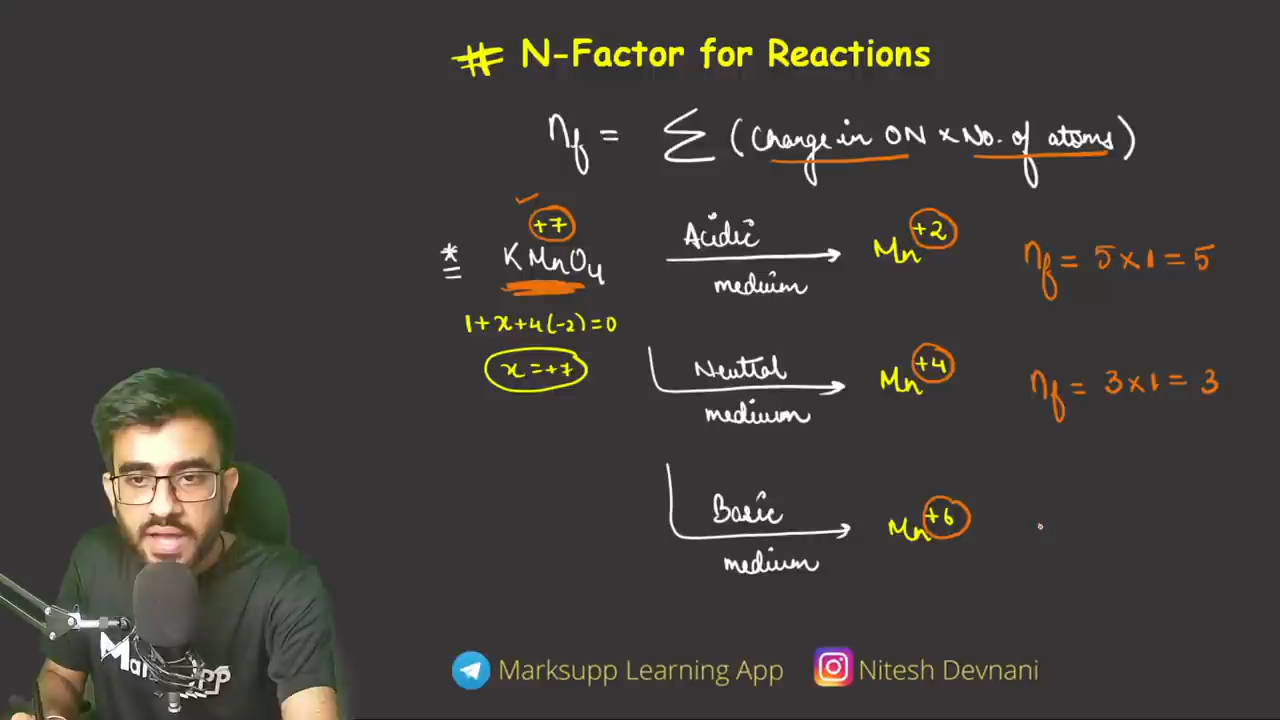 # N-Factor for Reactions
nf = Σ (Change in ON × No. of atoms)
+7
* KMnO4 Acidic medium Mn+2 nf = 5×1 = 5
1+x+4(-2)=0
x=+7
Neutral medium Mn+4 nf = 3×1 = 3
Basic medium Mn+6
Marksupp Learning App Nitesh Devnani